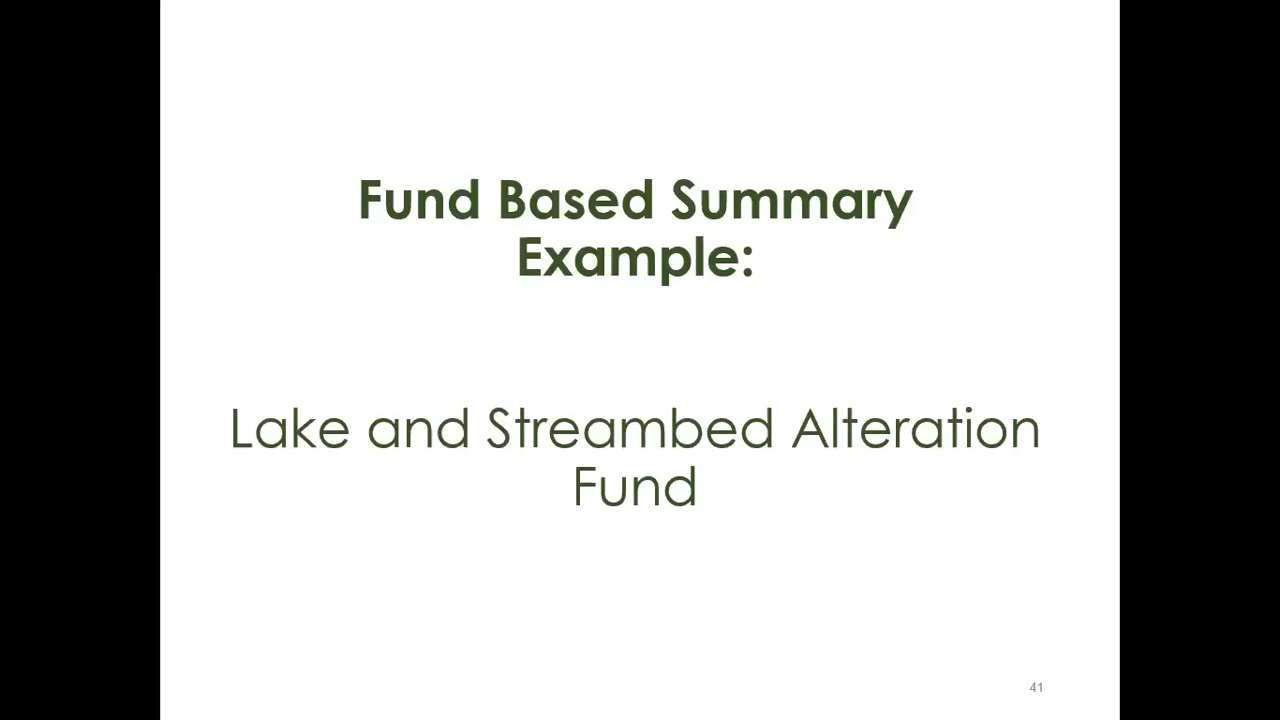 Fund Based Summary
Example:
Lake and Streambed Alteration
Fund
41